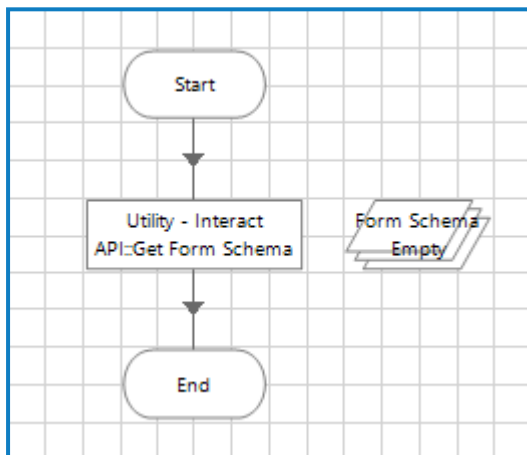 Start
Utility - Interact
API::Get Form Schema
Form Schema
Empty
End